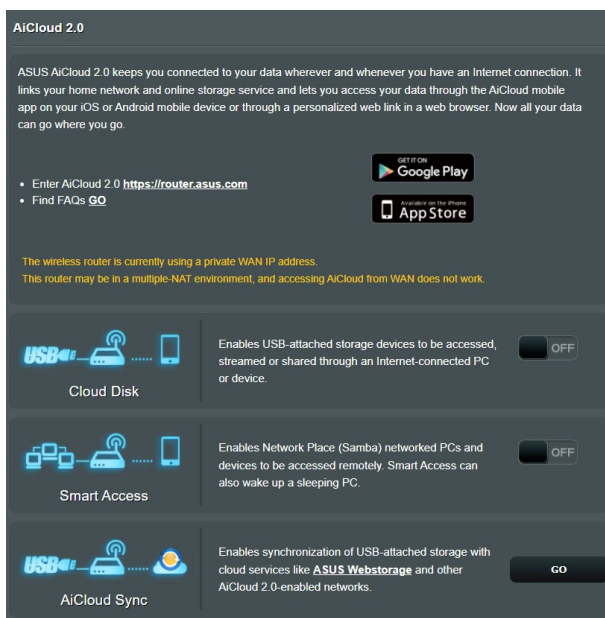 AiCloud 2.0
ASUS AiCloud 2.0 keeps you connected to your data wherever and whenever you have an Internet connection. It
links your home network and online storage service and lets you access your data through the AiCloud mobile
app on your iOS or Android mobile device or through a personalized web link in a web browser. Now all your data
can go where you go.
GET IT ON
Google Play
• Enter AiCloud 2.0 https://router.asus.com
• Find FAQs GO
Available on the iPhone
App Store
The wireless router is currently using a private WAN IP address.
This router may be in a multiple-NAT environment, and accessing AiCloud from WAN does not work.
USB
Cloud Disk
Enables USB-attached storage devices to be accessed,
streamed or shared through an Internet-connected PC
or device.
OFF
Smart Access
Enables Network Place (Samba) networked PCs and
devices to be accessed remotely. Smart Access can
also wake up a sleeping PC.
OFF
USB
AiCloud Sync
Enables synchronization of USB-attached storage with
cloud services like ASUS Webstorage and other
AiCloud 2.0-enabled networks.
GO